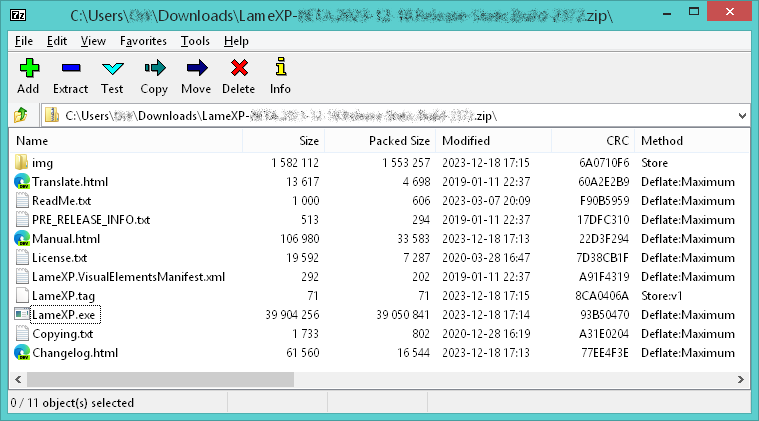 7z C:\Users\ \Downloads\LameXP- .zip\
File Edit View Favorites Tools Help
Add Extract Test Copy Move Delete Info
C:\Users\ \Downloads\LameXP- .zip\
Name Size Packed Size Modified CRC Method
img 1 582 112 1 553 257 2023-12-18 17:15 6A0710F6 Store
Translate.html 13 617 4 698 2019-01-11 22:37 60A2E2B9 Deflate:Maximum
ReadMe.txt 1 000 606 2023-03-07 20:09 F90B5959 Deflate:Maximum
PRE_RELEASE_INFO.txt 513 294 2019-01-11 22:37 17DFC310 Deflate:Maximum
Manual.html 106 980 33 583 2023-12-18 17:13 22D3F294 Deflate:Maximum
License.txt 19 592 7 287 2020-03-28 16:47 7D38CB1F Deflate:Maximum
LameXP.VisualElementsManifest.xml 292 202 2019-01-11 22:37 A91F4319 Deflate:Maximum
LameXP.tag 71 71 2023-12-18 17:15 8CA0406A Store:v1
LameXP.exe 39 904 256 39 050 841 2023-12-18 17:14 93B50470 Deflate:Maximum
Copying.txt 1 733 802 2020-12-28 16:19 A31E0204 Deflate:Maximum
Changelog.html 61 560 16 544 2023-12-18 17:13 77EE4F3E Deflate:Maximum
0 / 11 object(s) selected